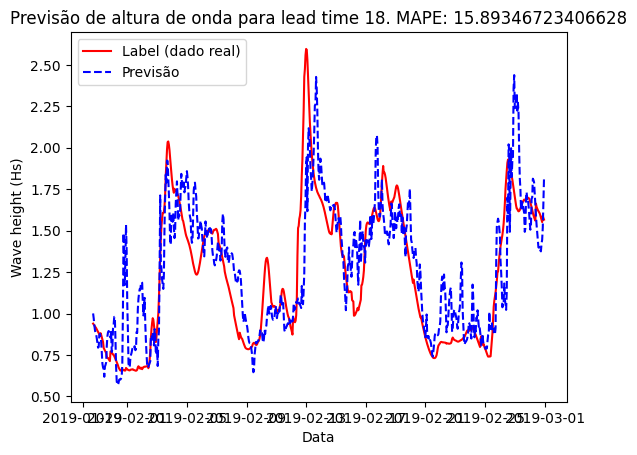 Previsão de altura de onda para lead time 18. MAPE: 15.89346723406628
Label (dado real)
Previsão
2.50
2.25
2.00
1.75
1.50
1.25
1.00
0.75
0.50
Wave height (Hs)
2019-01-29 2019-02-01 2019-02-05 2019-02-09 2019-02-13 2019-02-17 2019-02-21 2019-02-25 2019-03-01
Data